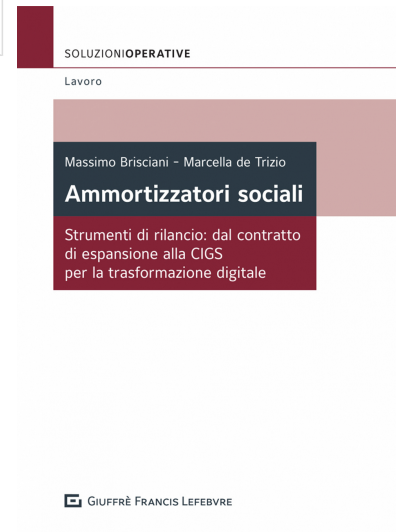 SOLUZIONIOPERATIVE
Lavoro
Massimo Brisciani - Marcella de Trizio
Ammortizzatori sociali
Strumenti di rilancio: dal contratto
di espansione alla CIGS
per la trasformazione digitale
GIUFFRÈ FRANCIS LEFEBVRE